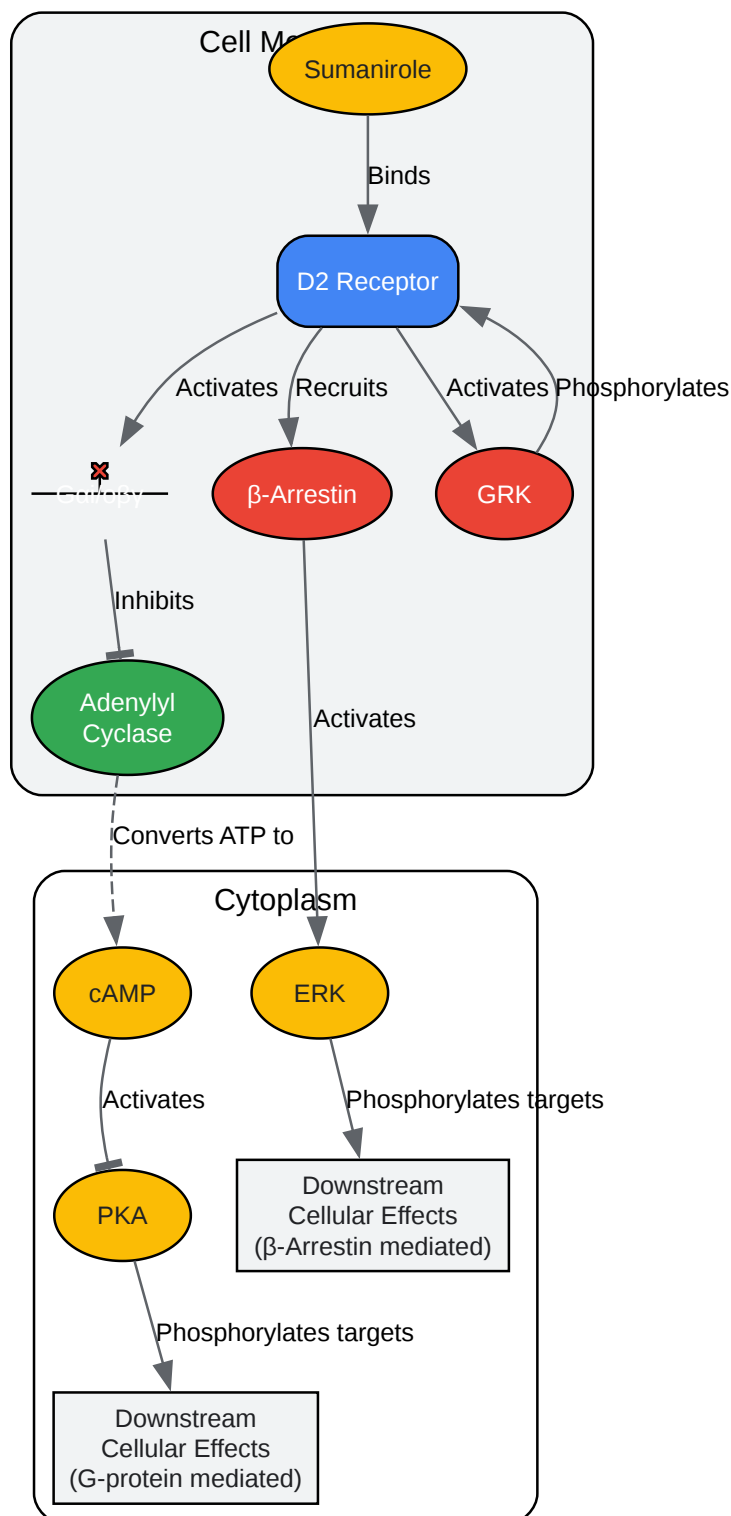 Cell Me
Sumanirole
Binds
D2 Receptor
Activates
Recruits
Activates
Phosphorylates
β-Arrestin
GRK
Inhibits
Adenylyl
Cyclase
Activates
Converts ATP to
Cytoplasm
cAMP
ERK
Activates
Phosphorylates targets
PKA
Downstream
Cellular Effects
(β-Arrestin mediated)
Phosphorylates targets
Downstream
Cellular Effects
(G-protein mediated)